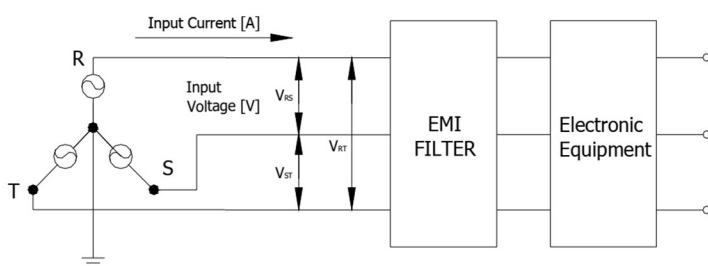 Input Current [A]
R
Input
Voltage [V]
VRS
VRT
VST
S
T
EMI
FILTER
Electronic
Equipment